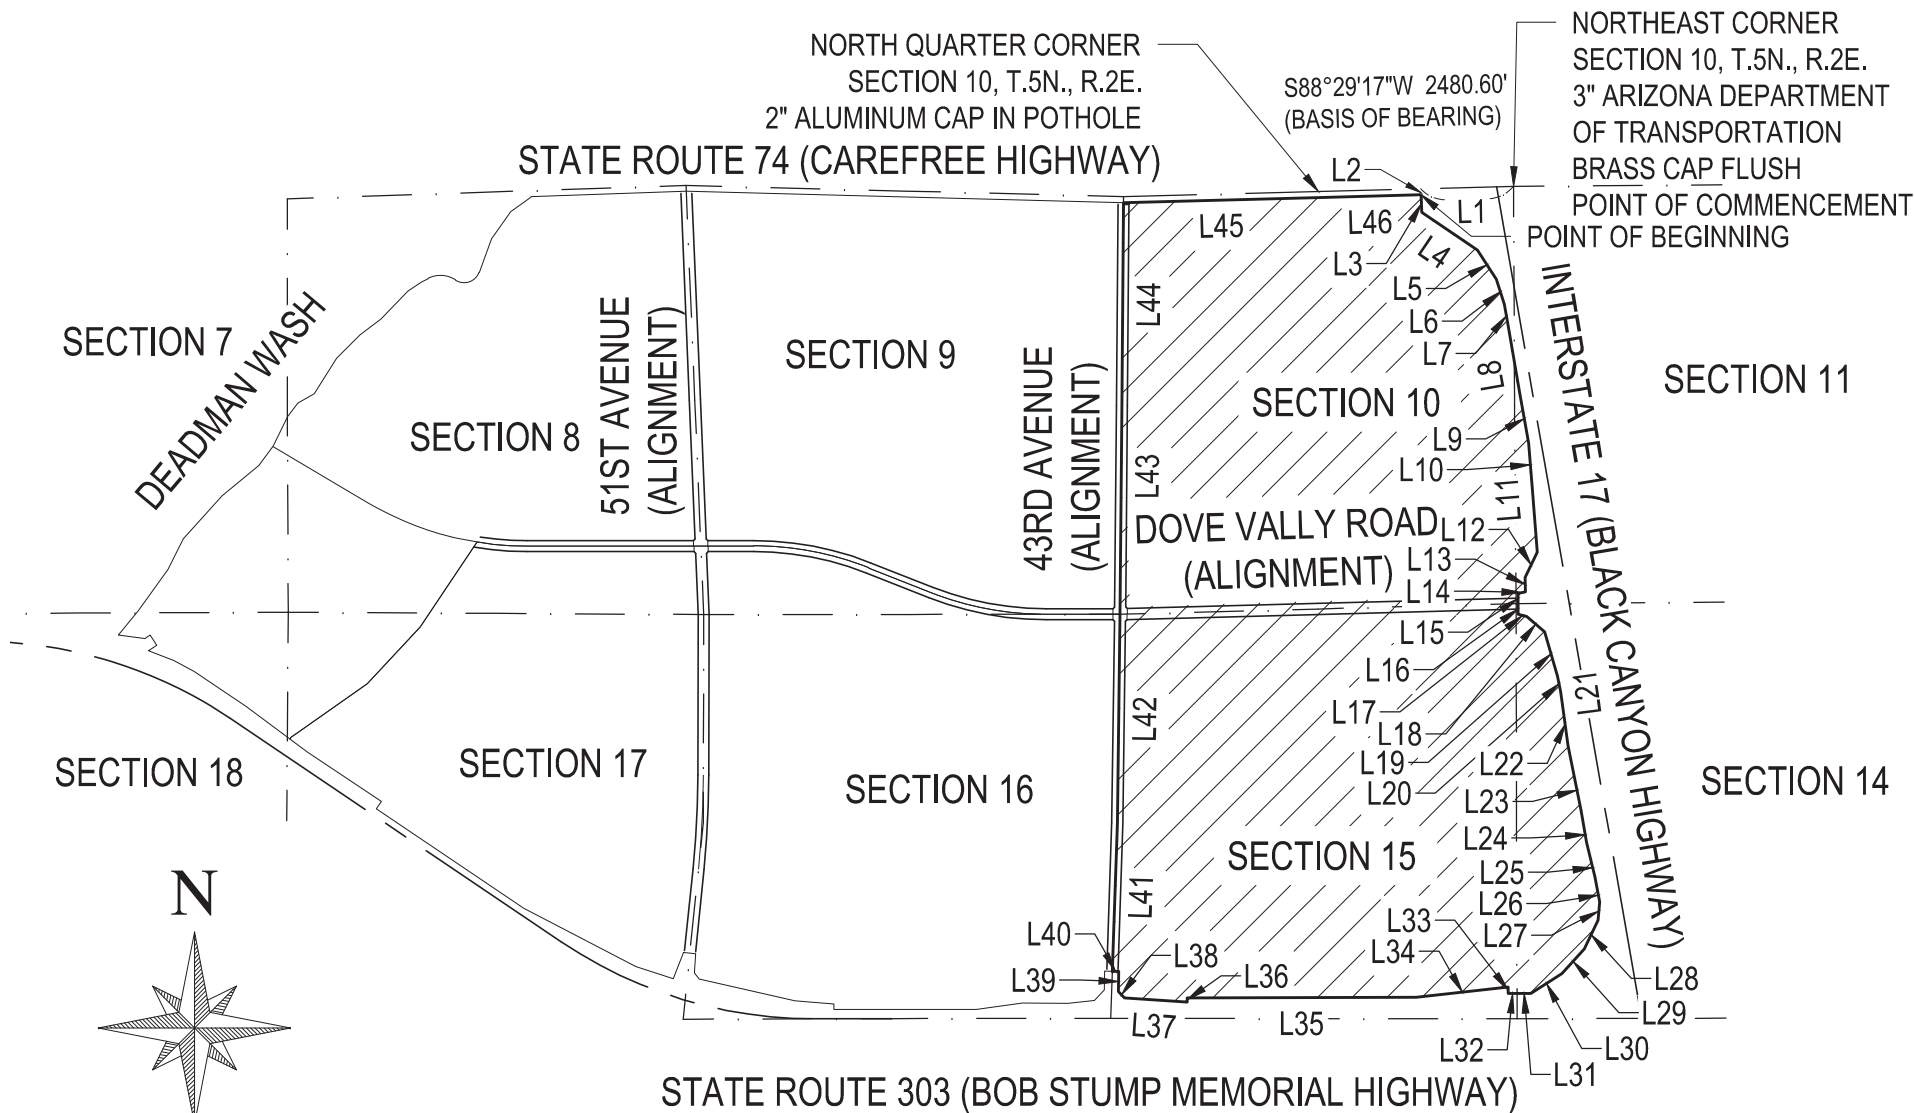 NORTH QUARTER CORNER
SECTION 10, T.5N., R.2E.
2" ALUMINUM CAP IN POTHOLE
S88°29'17"W 2480.60'
(BASIS OF BEARING)
NORTHEAST CORNER
SECTION 10, T.5N., R.2E.
3" ARIZONA DEPARTMENT
OF TRANSPORTATION
BRASS CAP FLUSH
POINT OF COMMENCEMENT
POINT OF BEGINNING
STATE ROUTE 74 (CAREFREE HIGHWAY)
L2
L1
L45
L46
L3
L4
L5
L6
L7
L8
L44
SECTION 7
DEADMAN WASH
SECTION 8
51ST AVENUE
(ALIGNMENT)
SECTION 9
43RD AVENUE
(ALIGNMENT)
SECTION 10
INTERSTATE 17 (BLACK CANYON HIGHWAY)
SECTION 11
L9
L10
L11
L43
DOVE VALLY ROAD
(ALIGNMENT)
L12
L13
L14
L15
L16
L17
L18
L19
L20
L21
L42
L22
L23
L24
L25
L26
L27
SECTION 18
SECTION 17
SECTION 16
SECTION 15
SECTION 14
L41
L40
L39
L38
L36
L34
L33
L28
L29
L30
L31
L32
L35
L37
N
STATE ROUTE 303 (BOB STUMP MEMORIAL HIGHWAY)